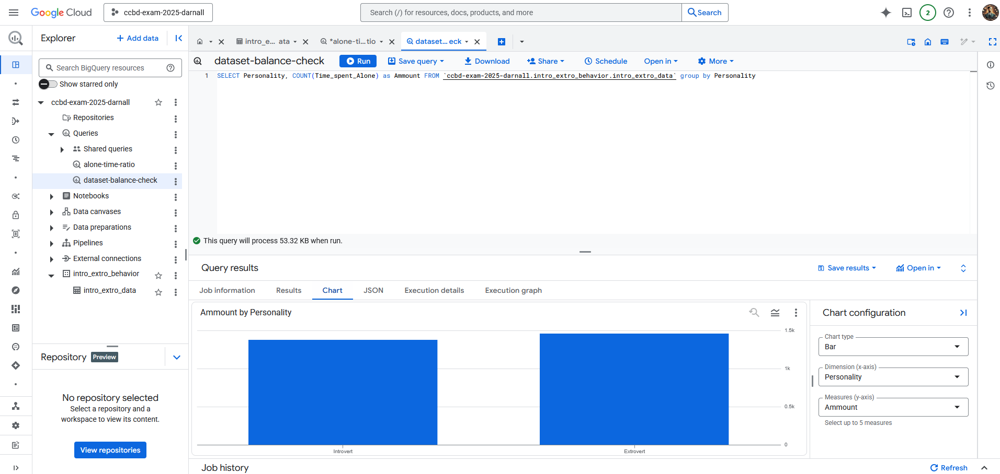 Google Cloud
ccbd-exam-2025-darnall
Search (/) for resources, docs, products, and more
Search
2
Explorer
+ Add data
intro_e... ata
*alone-ti...tio
dataset...eck
Search BigQuery resources
Show starred only
ccbd-exam-2025-darnall
Repositories
Queries
Shared queries
alone-time-ratio
dataset-balance-check
Notebooks
Data canvases
Data preparations
Pipelines
External connections
intro_extro_behavior
intro_extro_data
Repository
Preview
No repository selected
Select a repository and a
workspace to view its content.
View repositories
dataset-balance-check
Run
Save query
Download
Share
Schedule
Open in
More
1 SELECT Personality, COUNT(Time_spent_Alone) as Ammount FROM `ccbd-exam-2025-darnall.intro_extro_behavior.intro_extro_data` group by Personality
This query will process 53.32 KB when run.
Query results
Save results
Open in
Job information
Results
Chart
JSON
Execution details
Execution graph
Ammount by Personality
1.5k
1k
0.5k
0
Introvert
Extrovert
Chart configuration
Chart type
Bar
Dimension (x-axis)
Personality
Measures (y-axis)
Ammount
Select up to 5 measures
Job history
Refresh